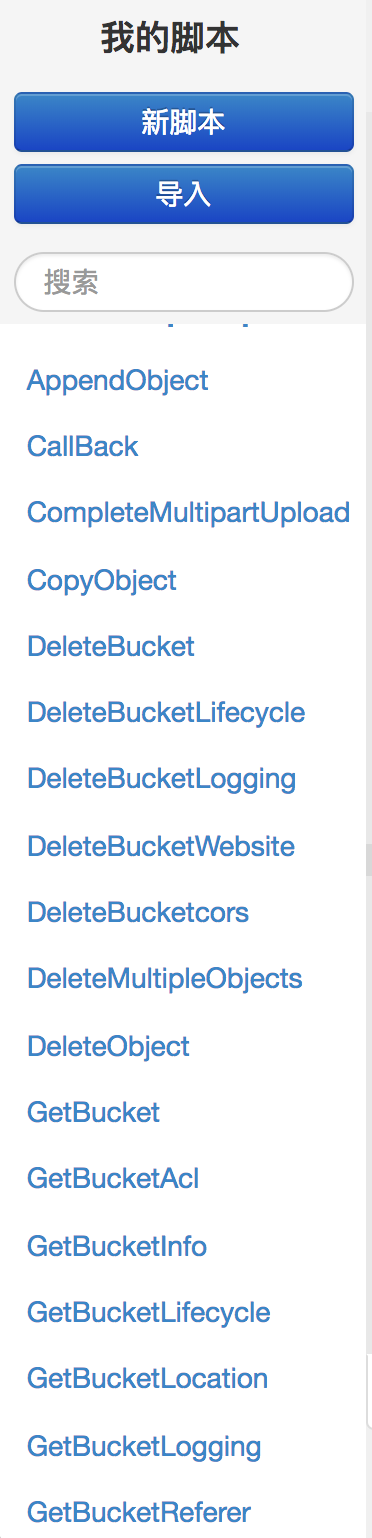 我的脚本
新脚本
导入
搜索
AppendObject
CallBack
CompleteMultipartUpload
CopyObject
DeleteBucket
DeleteBucketLifecycle
DeleteBucketLogging
DeleteBucketWebsite
DeleteBucketcors
DeleteMultipleObjects
DeleteObject
GetBucket
GetBucketAcl
GetBucketInfo
GetBucketLifecycle
GetBucketLocation
GetBucketLogging
GetBucketReferer